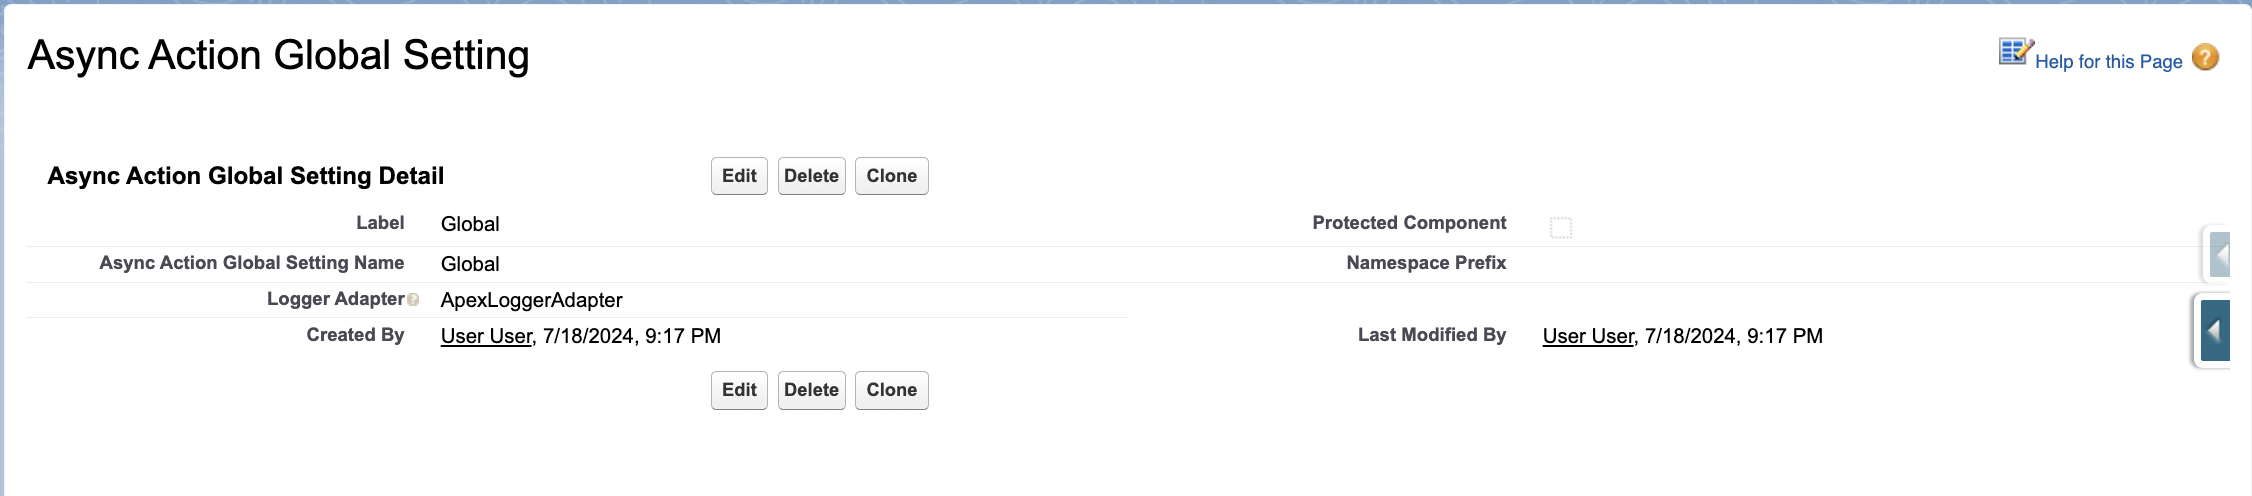 Async Action Global Setting
Help for this Page ?
Async Action Global Setting Detail Edit Delete Clone
Label Global Protected Component
Async Action Global Setting Name Global Namespace Prefix
Logger Adapter ? ApexLoggerAdapter
Created By User User, 7/18/2024, 9:17 PM Last Modified By User User, 7/18/2024, 9:17 PM
Edit Delete Clone